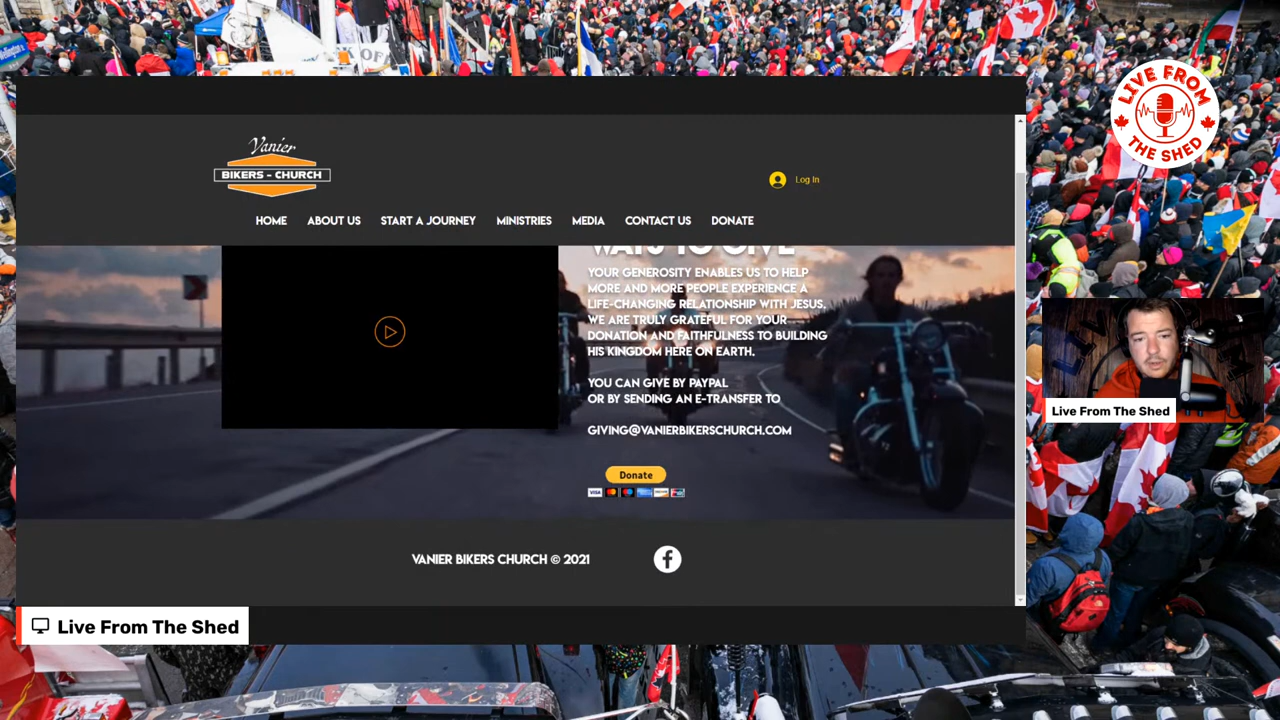 LIVE FROM
THE SHED
Vanier
BIKERS - CHURCH
Log In
HOME ABOUT US START A JOURNEY MINISTRIES MEDIA CONTACT US DONATE
WAYS TO GIVE
YOUR GENEROSITY ENABLES US TO HELP
MORE AND MORE PEOPLE EXPERIENCE A
LIFE-CHANGING RELATIONSHIP WITH JESUS.
WE ARE TRULY GRATEFUL FOR YOUR
DONATION AND FAITHFULNESS TO BUILDING
HIS KINGDOM HERE ON EARTH.
YOU CAN GIVE BY PAYPAL
OR BY SENDING AN E-TRANSFER TO
GIVING@VANIERBIKERSCHURCH.COM
Donate
VISA
VANIER BIKERS CHURCH © 2021
Live From The Shed
Live From The Shed